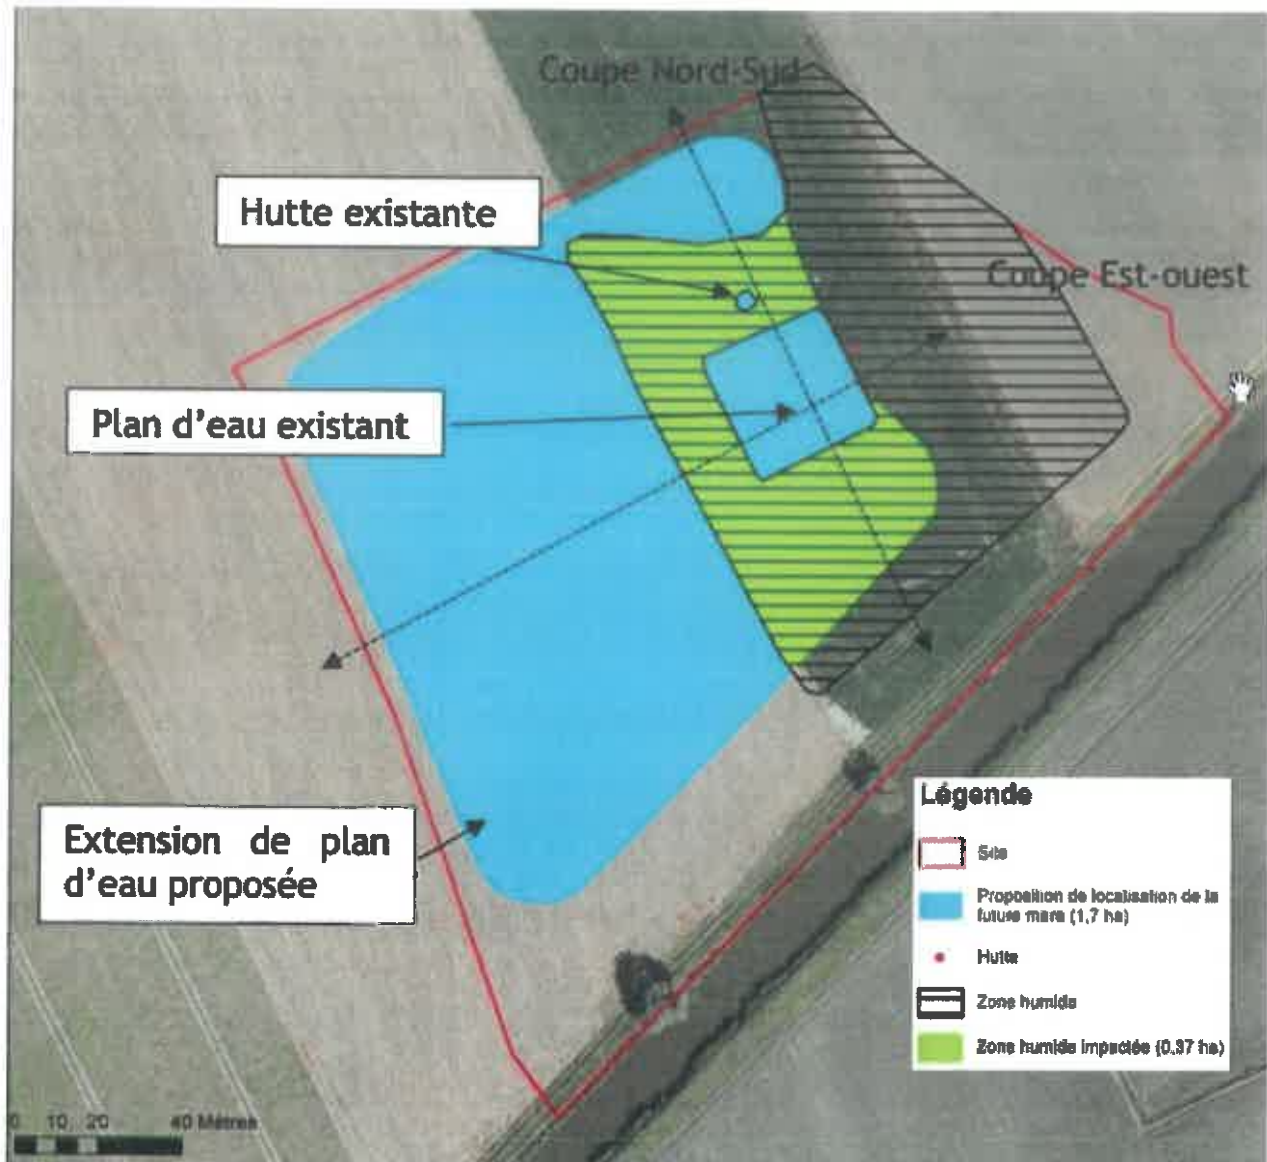 Coupe Nord-Sud
Hutte existante
Coupe Est-ouest
Plan d'eau existant
Extension de plan
d'eau proposée
Légende
Site
Proposition de localisation de la
future mare (1,7 ha)
Hutte
Zone humide
Zone humide impactée (0.37 ha)
0 10 20 40 Mètres